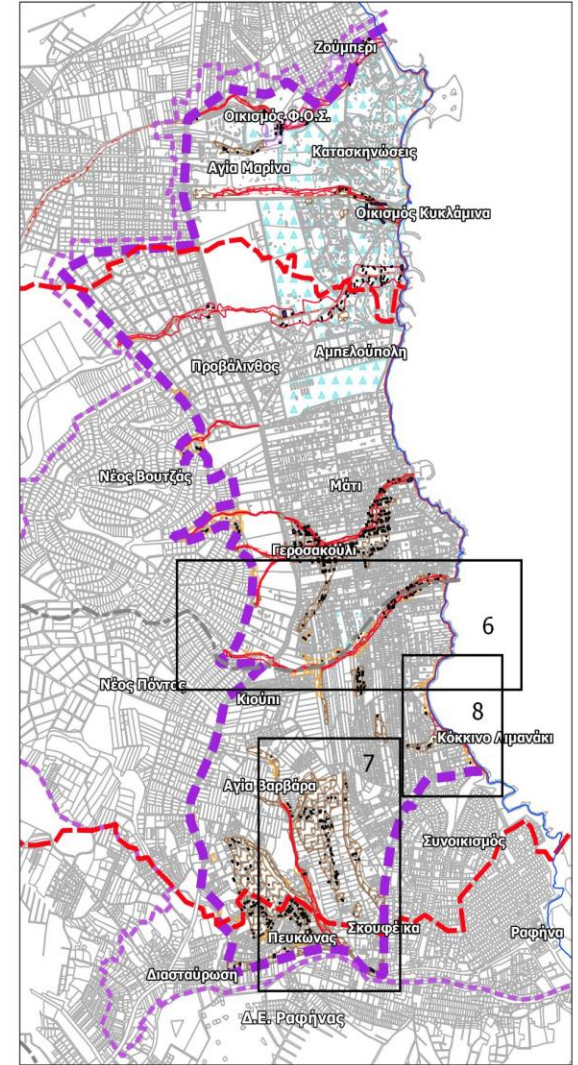 Ζούμπερι
Οικισμός Φ.Ο.Σ.
Κατασκηνώσεις
Αγία Μαρίνα
Οικισμός Κυκλάμινα
Αμπελούπολη
Προβάλινθος
Νέος Βουτζάς
Μάτι
Γεροσακούλι
6
Νέος Πόντος
Κιούπι
8
Κόκκινο Λιμανάκι
7
Αγία Βαρβάρα
Συνοικισμός
Σκουφέικα
Ραφήνα
Πευκώνας
Διασταύρωση
Δ.Ε. Ραφήνας